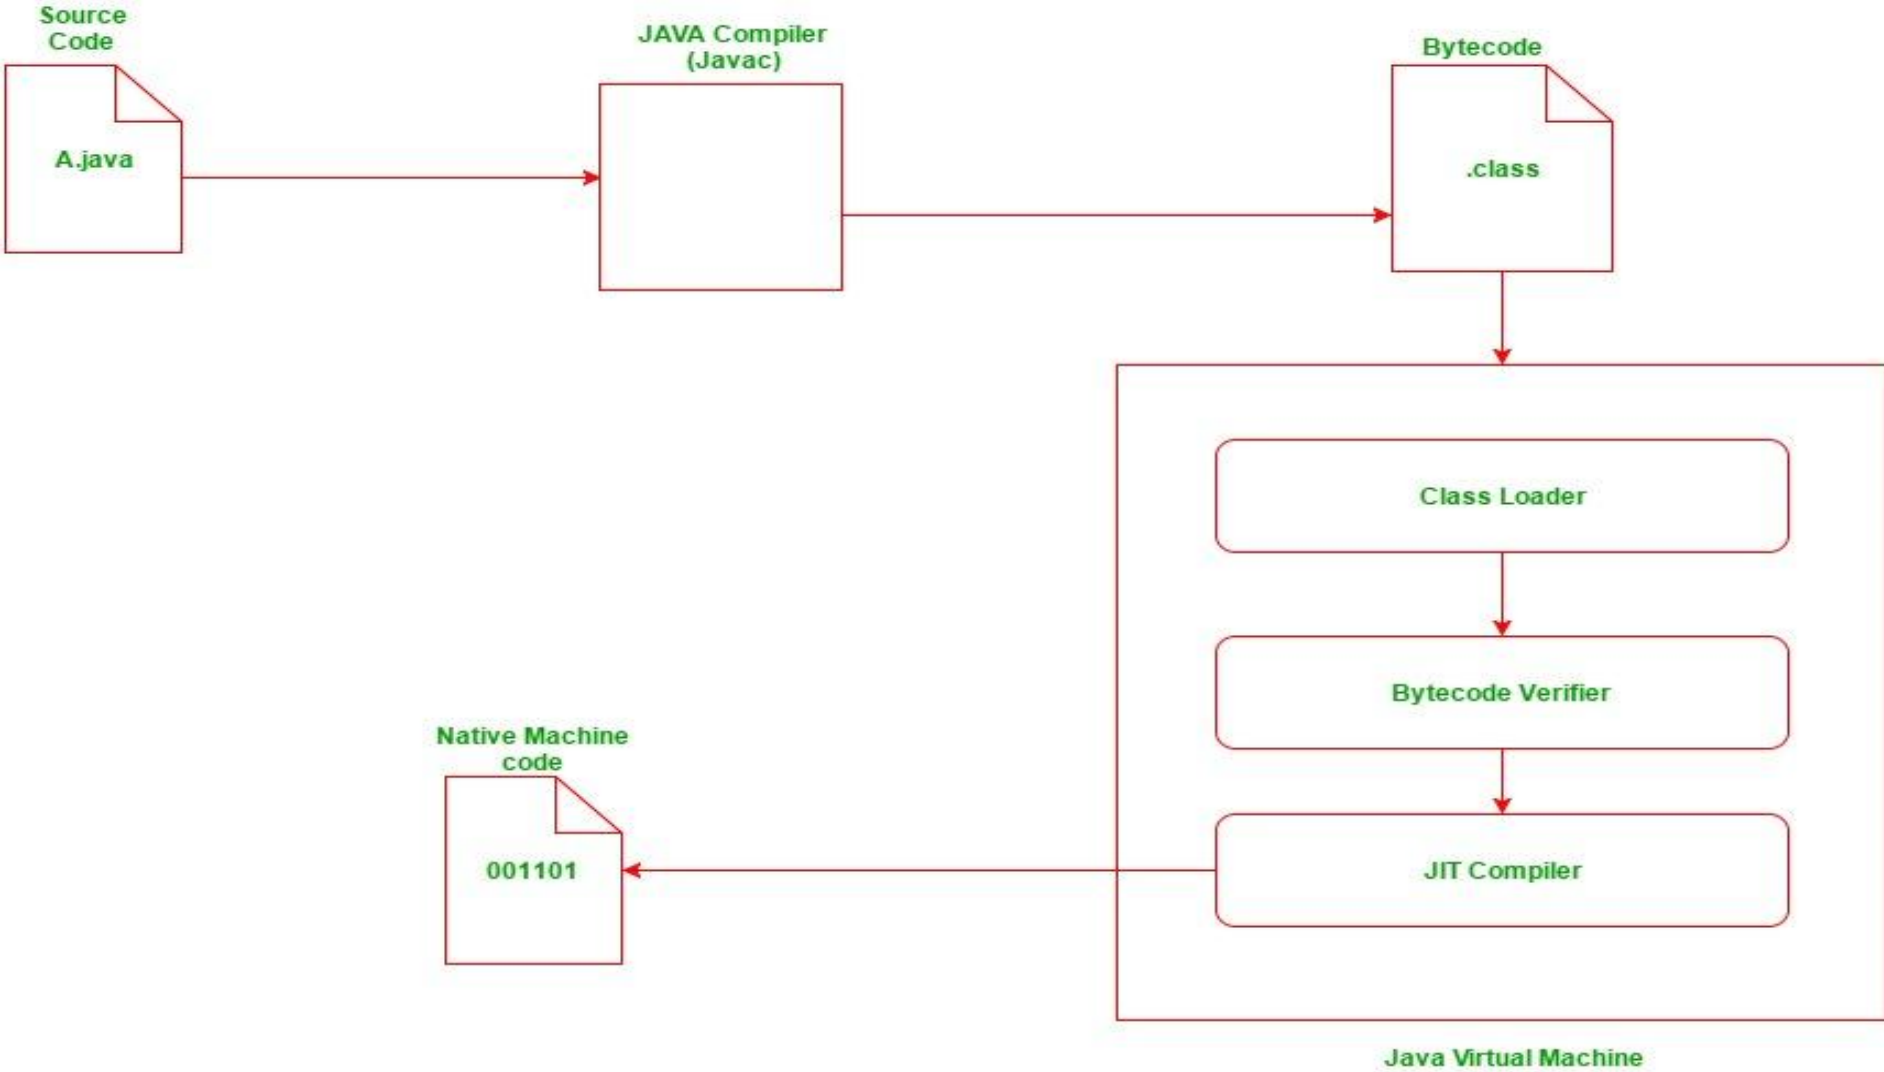 Source
Code
A.java
JAVA Compiler
(Javac)
Bytecode
.class
Class Loader
Bytecode Verifier
JIT Compiler
Native Machine
code
001101
Java Virtual Machine